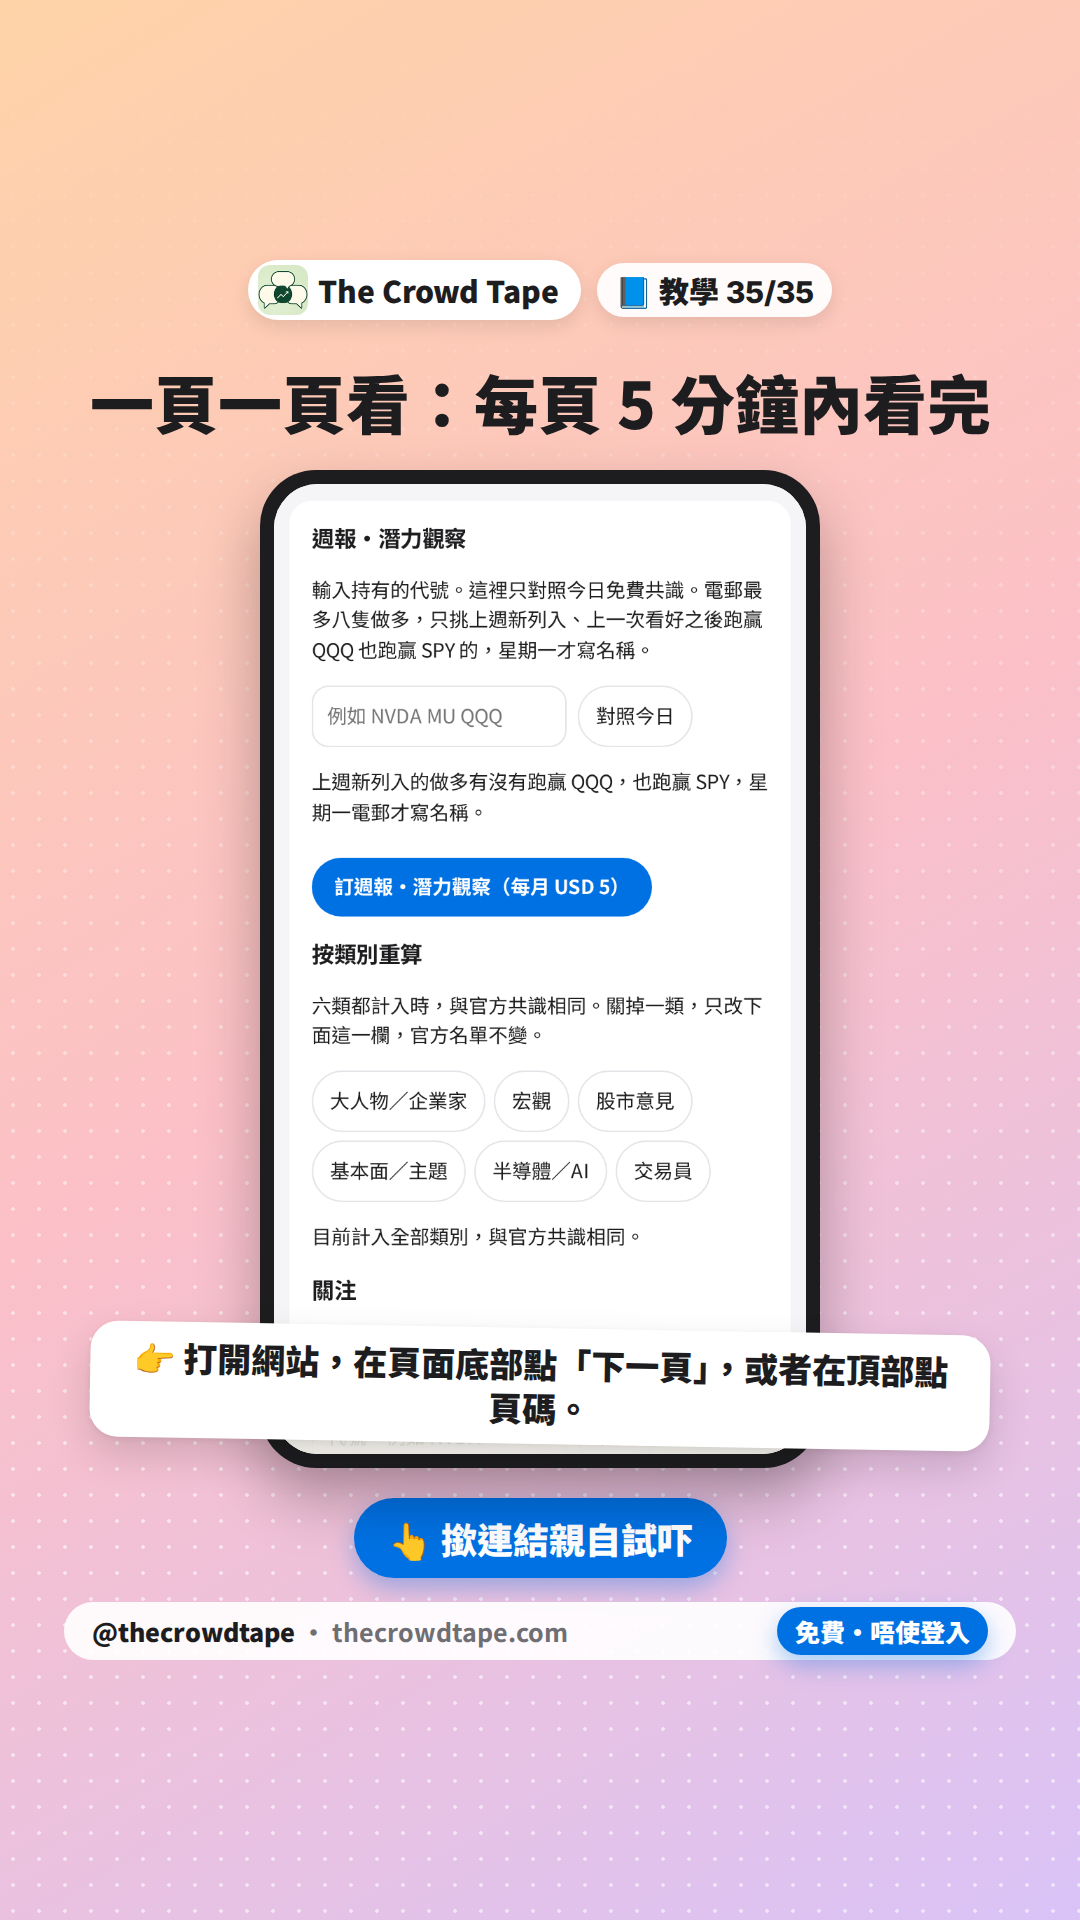 The Crowd Tape
教學 35/35
一頁一頁看：每頁 5 分鐘內看完
週報・潛力觀察
輸入持有的代號。這裡只對照今日免費共識。電郵最
多八隻做多，只挑上週新列入、上一次看好之後跑贏
QQQ 也跑贏 SPY 的，星期一才寫名稱。
例如 NVDA MU QQQ
對照今日
上週新列入的做多有沒有跑贏 QQQ，也跑贏 SPY，星
期一電郵才寫名稱。
訂週報・潛力觀察（每月 USD 5）
按類別重算
六類都計入時，與官方共識相同。關掉一類，只改下
面這一欄，官方名單不變。
大人物／企業家
宏觀
股市意見
基本面／主題
半導體／AI
交易員
目前計入全部類別，與官方共識相同。
關注
👉 打開網站，在頁面底部點「下一頁」，或者在頂部點
頁碼。
👆 撳連結親自試吓
@thecrowdtape · thecrowdtape.com
免費・唔使登入